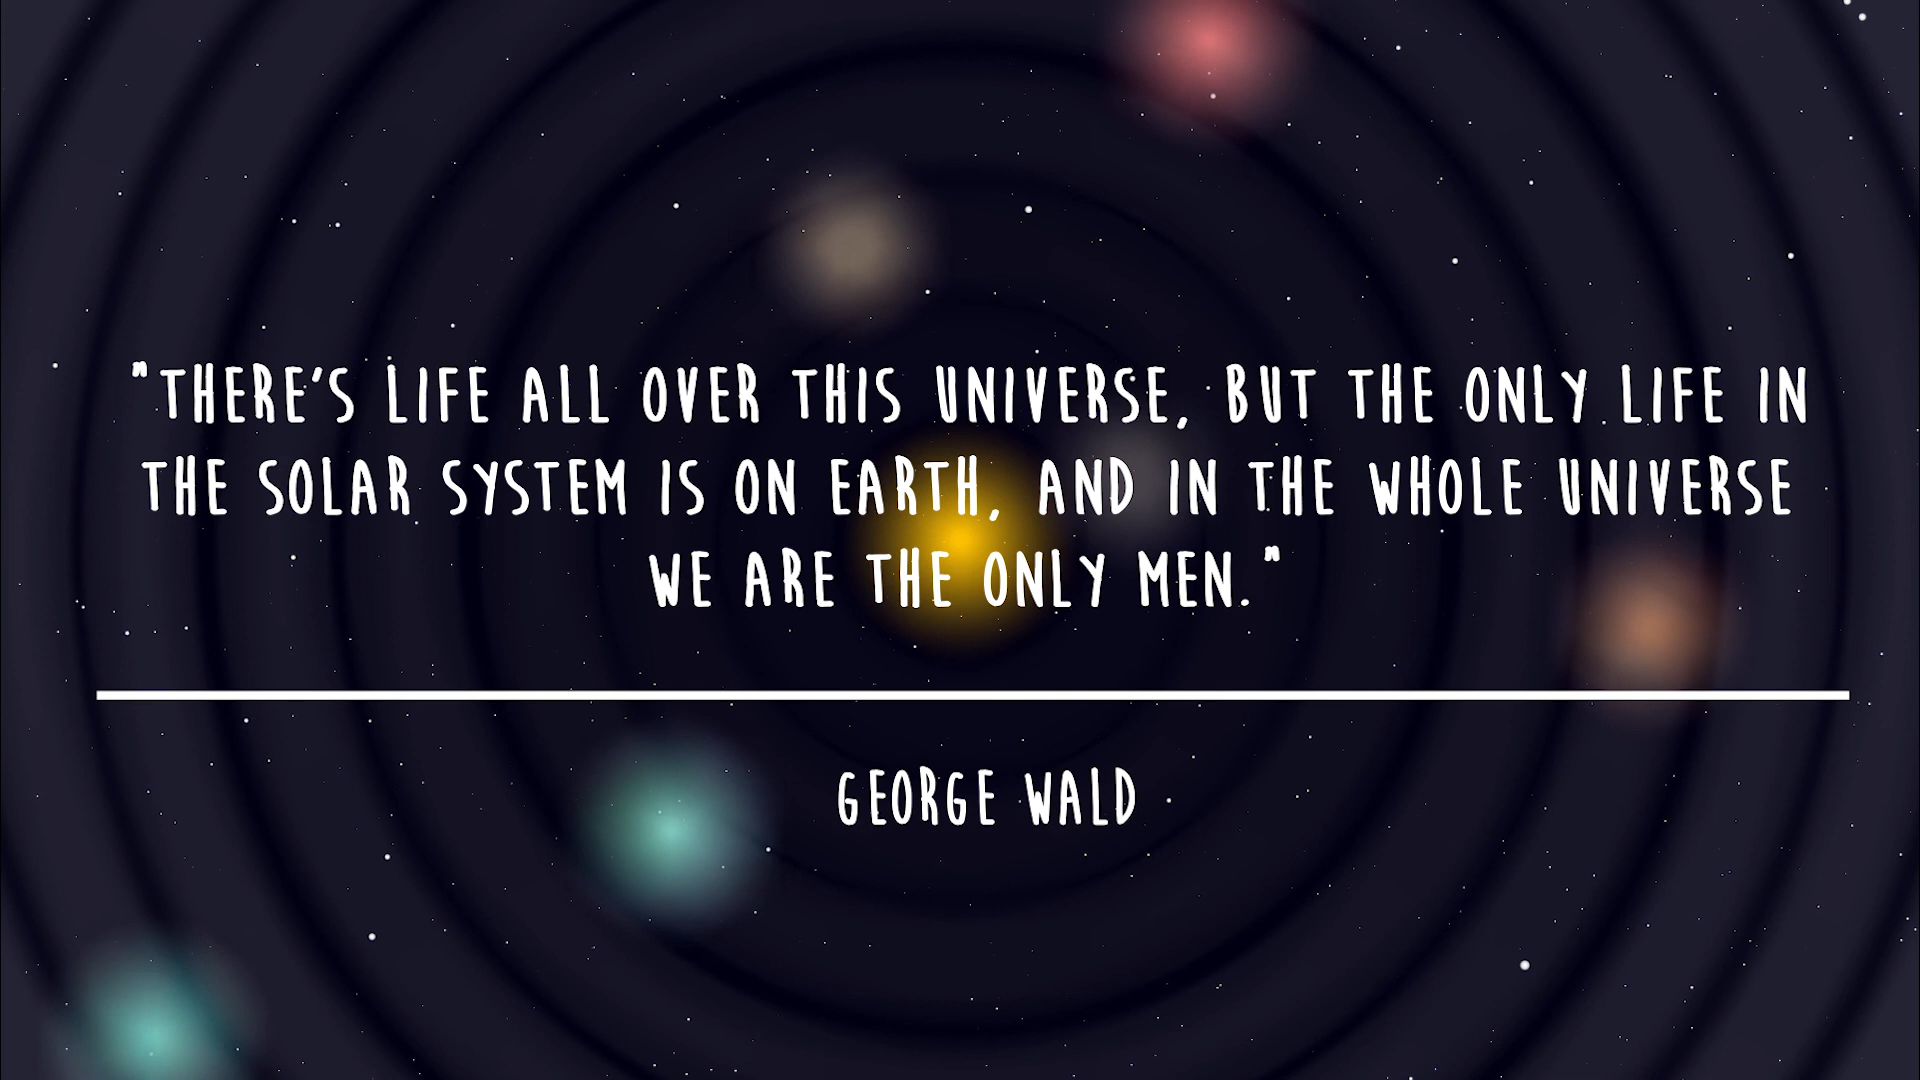 "THERE'S LIFE ALL OVER THIS UNIVERSE, BUT THE ONLY LIFE IN
THE SOLAR SYSTEM IS ON EARTH, AND IN THE WHOLE UNIVERSE
WE ARE THE ONLY MEN."
GEORGE WALD